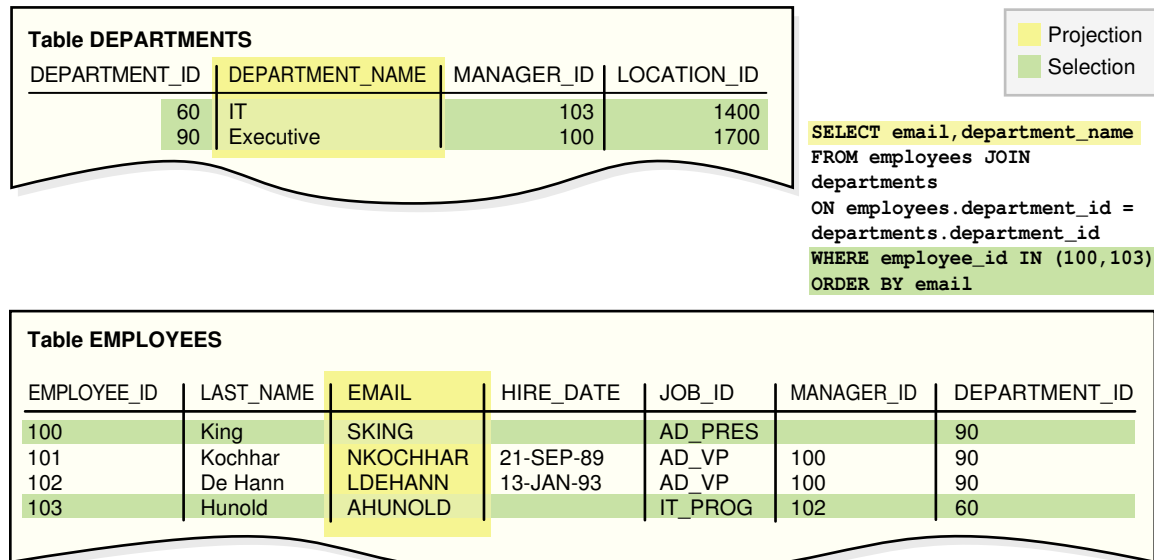 Table DEPARTMENTS
DEPARTMENT_ID DEPARTMENT_NAME MANAGER_ID LOCATION_ID
60 IT 103 1400
90 Executive 100 1700
Projection
Selection
SELECT email,department_name
FROM employees JOIN
departments
ON employees.department_id =
departments.department_id
WHERE employee_id IN (100,103)
ORDER BY email
Table EMPLOYEES
EMPLOYEE_ID LAST_NAME EMAIL HIRE_DATE JOB_ID MANAGER_ID DEPARTMENT_ID
100 King SKING AD_PRES 90
101 Kochhar NKOCHHAR 21-SEP-89 AD_VP 100 90
102 De Hann LDEHANN 13-JAN-93 AD_VP 100 90
103 Hunold AHUNOLD IT_PROG 102 60